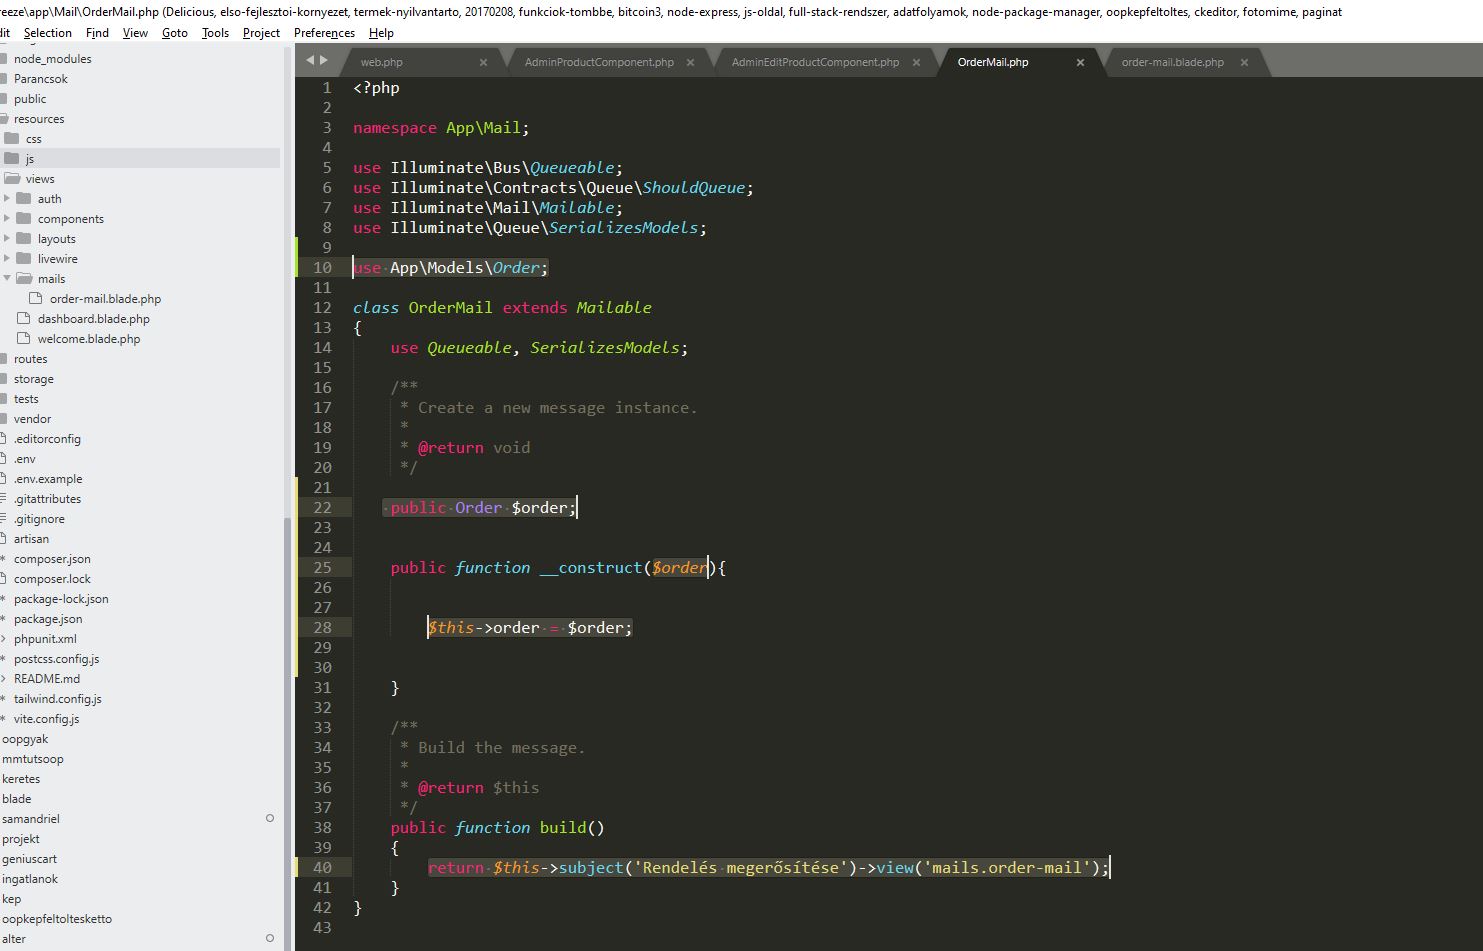 reeze\app\Mail\OrderMail.php (Delicious, elso-fejlesztoi-kornyezet, termek-nyilvantarto, 20170208, funkciok-tombbe, bitcoin3, node-express, js-oldal, full-stack-rendszer, adatfolyamok, node-package-manager, oopkepfeltoltes, ckeditor, fotomime, paginat
dit Selection Find View Goto Tools Project Preferences Help
node_modules
Parancsok
public
resources
css
js
views
auth
components
layouts
livewire
mails
order-mail.blade.php
dashboard.blade.php
welcome.blade.php
routes
storage
tests
vendor
.editorconfig
.env
.env.example
.gitattributes
.gitignore
artisan
composer.json
composer.lock
package-lock.json
package.json
phpunit.xml
postcss.config.js
README.md
tailwind.config.js
vite.config.js
oopgyak
mmtutsoop
keretes
blade
samandriel
projekt
geniuscart
ingatlanok
kep
oopkepfeltoltesketto
alter
web.php × AdminProductComponent.php × AdminEditProductComponent.php × OrderMail.php × order-mail.blade.php ×
1 <?php
2
3 namespace App\Mail;
4
5 use Illuminate\Bus\Queueable;
6 use Illuminate\Contracts\Queue\ShouldQueue;
7 use Illuminate\Mail\Mailable;
8 use Illuminate\Queue\SerializesModels;
9
10 use App\Models\Order;
11
12 class OrderMail extends Mailable
13 {
14 use Queueable, SerializesModels;
15
16 /**
17 * Create a new message instance.
18 *
19 * @return void
20 */
21
22 public Order $order;
23
24
25 public function __construct($order){
26
27
28 $this->order = $order;
29
30
31 }
32
33 /**
34 * Build the message.
35 *
36 * @return $this
37 */
38 public function build()
39 {
40 return $this->subject('Rendelés megerősítése')->view('mails.order-mail');
41 }
42 }
43